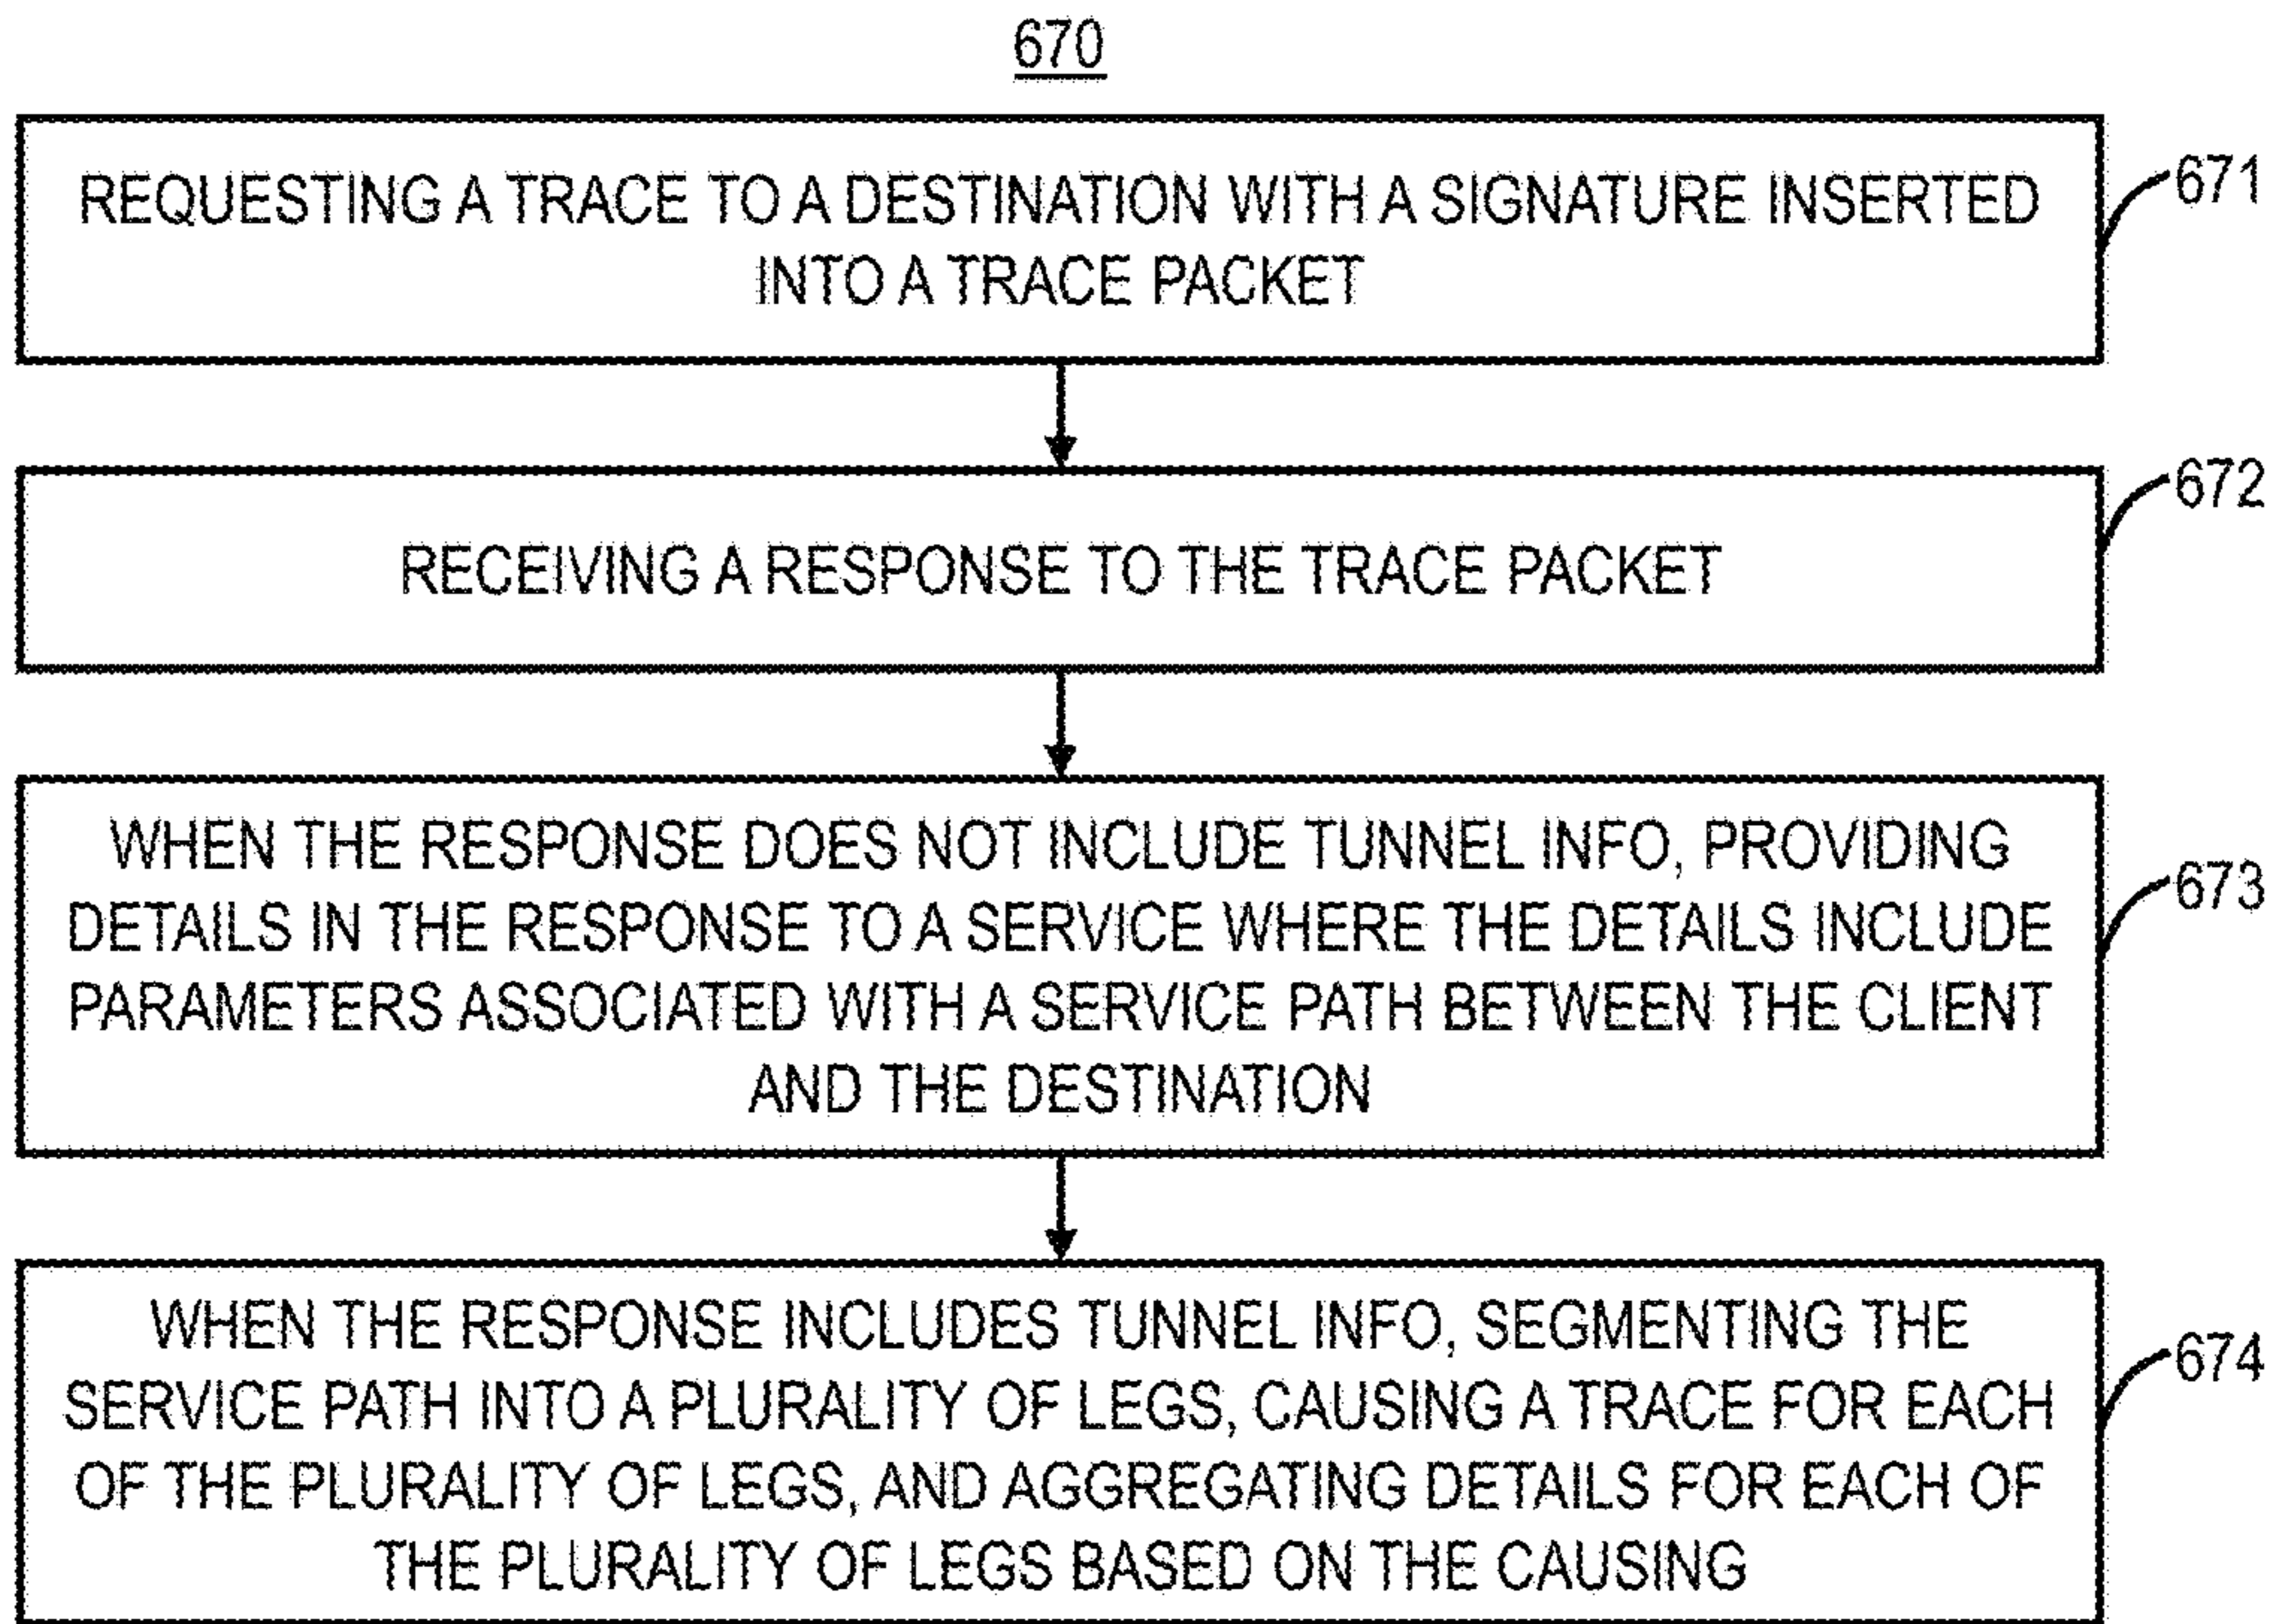 670
REQUESTING A TRACE TO A DESTINATION WITH A SIGNATURE INSERTED
INTO A TRACE PACKET
671
RECEIVING A RESPONSE TO THE TRACE PACKET
672
WHEN THE RESPONSE DOES NOT INCLUDE TUNNEL INFO, PROVIDING
DETAILS IN THE RESPONSE TO A SERVICE WHERE THE DETAILS INCLUDE
PARAMETERS ASSOCIATED WITH A SERVICE PATH BETWEEN THE CLIENT
AND THE DESTINATION
673
WHEN THE RESPONSE INCLUDES TUNNEL INFO, SEGMENTING THE
SERVICE PATH INTO A PLURALITY OF LEGS, CAUSING A TRACE FOR EACH
OF THE PLURALITY OF LEGS, AND AGGREGATING DETAILS FOR EACH OF
THE PLURALITY OF LEGS BASED ON THE CAUSING
674